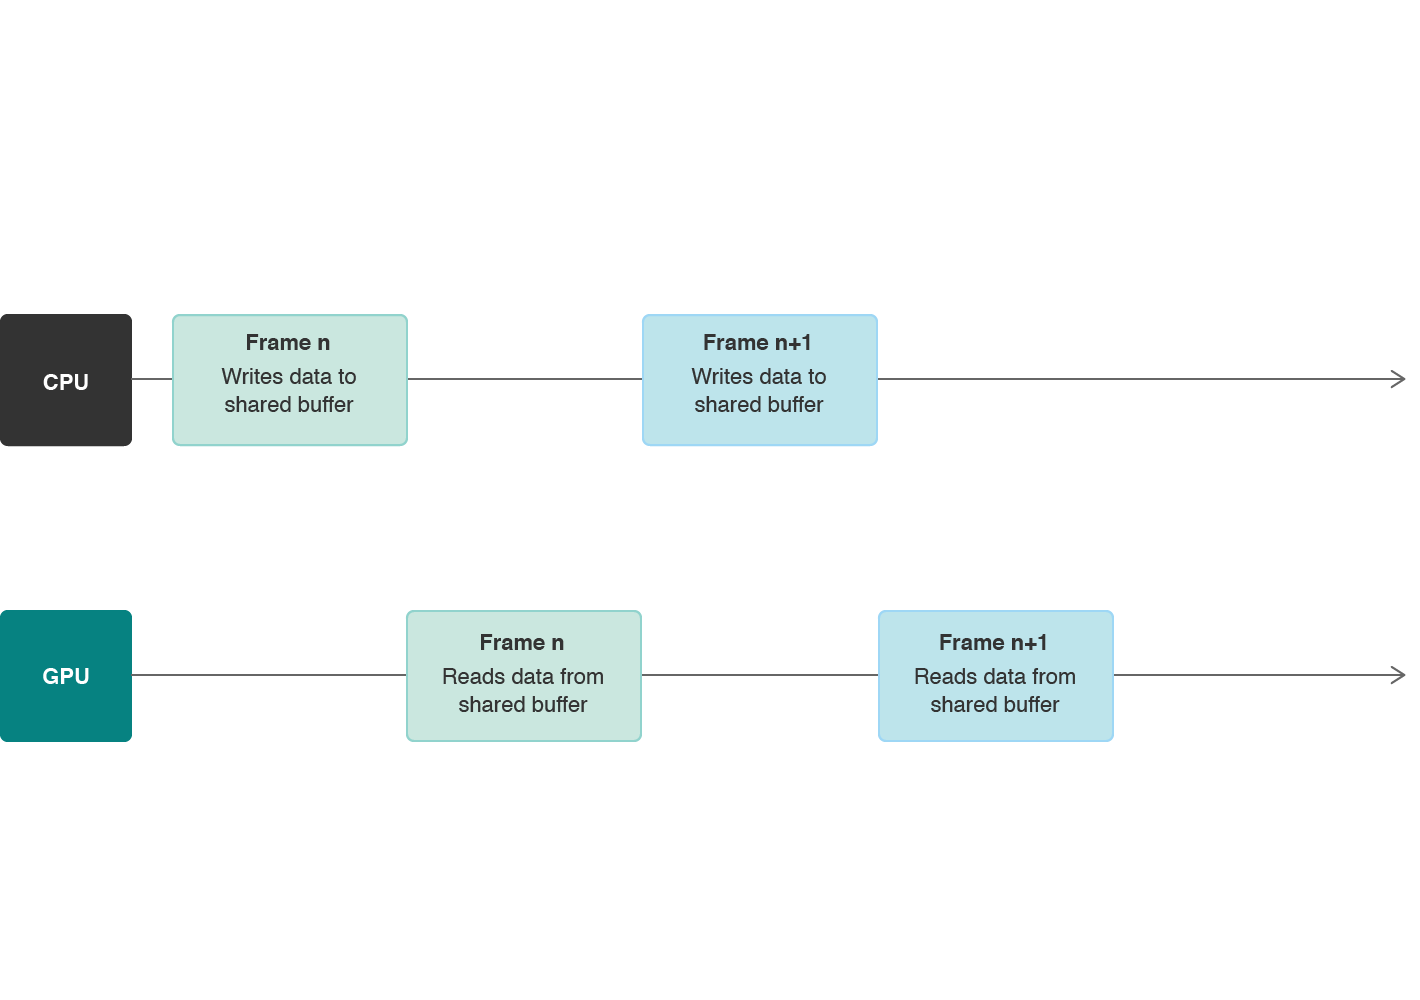 CPU
Frame n
Writes data to
shared buffer
Frame n+1
Writes data to
shared buffer
GPU
Frame n
Reads data from
shared buffer
Frame n+1
Reads data from
shared buffer